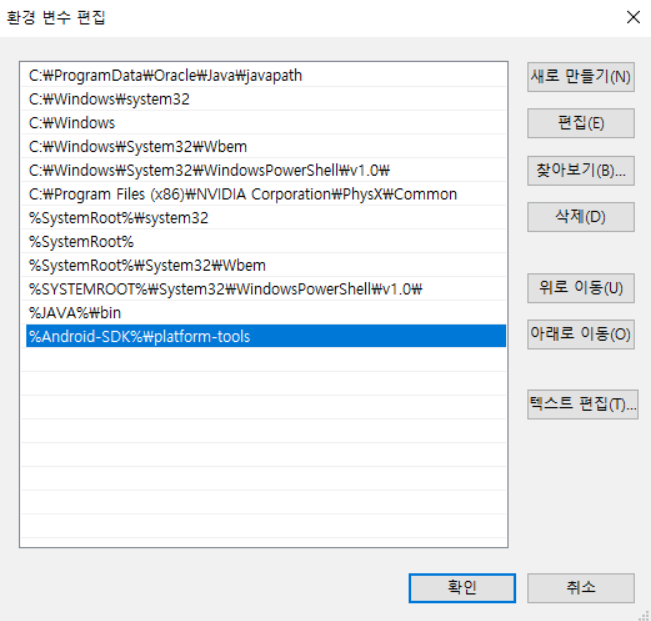 환경 변수 편집
C:₩ProgramData₩Oracle₩Java₩javapath
C:₩Windows₩system32
C:₩Windows
C:₩Windows₩System32₩Wbem
C:₩Windows₩System32₩WindowsPowerShell₩v1.0₩
C:₩Program Files (x86)₩NVIDIA Corporation₩PhysX₩Common
%SystemRoot%₩system32
%SystemRoot%
%SystemRoot%₩System32₩Wbem
%SYSTEMROOT%₩System32₩WindowsPowerShell₩v1.0₩
%JAVA%₩bin
%Android-SDK%₩platform-tools
새로 만들기(N)
편집(E)
찾아보기(B)...
삭제(D)
위로 이동(U)
아래로 이동(O)
텍스트 편집(T)...
확인
취소